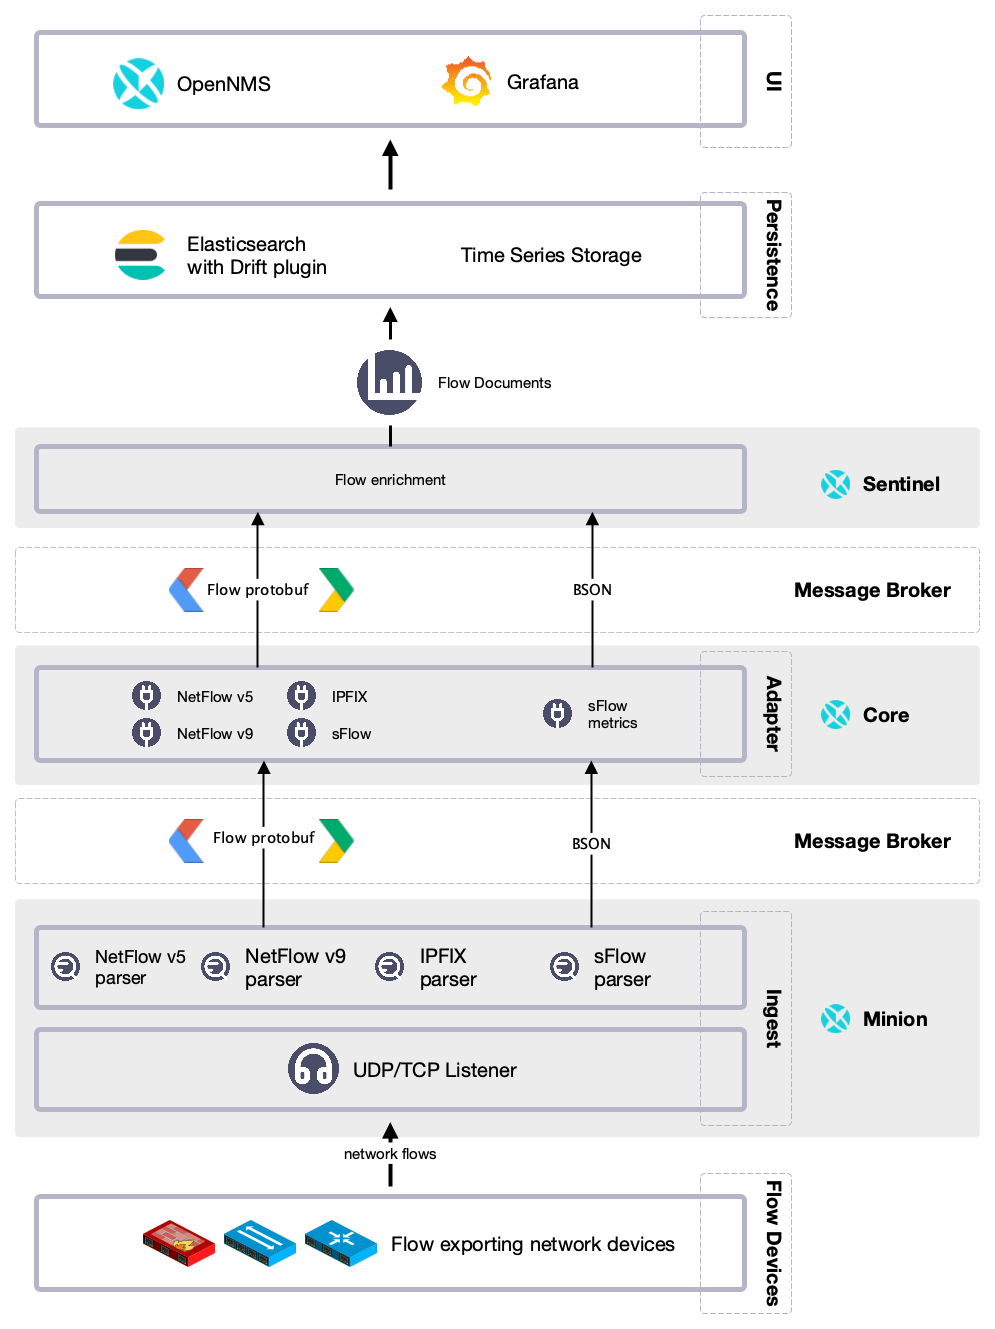 OpenNMS
Grafana
UI
Elasticsearch
with Drift plugin
Time Series Storage
Persistence
Flow Documents
Flow enrichment
Sentinel
Flow protobuf
BSON
Message Broker
NetFlow v5
IPFIX
NetFlow v9
sFlow
sFlow
metrics
Adapter
Core
Flow protobuf
BSON
Message Broker
NetFlow v5
parser
NetFlow v9
parser
IPFIX
parser
sFlow
parser
UDP/TCP Listener
Ingest
Minion
network flows
Flow exporting network devices
Flow Devices